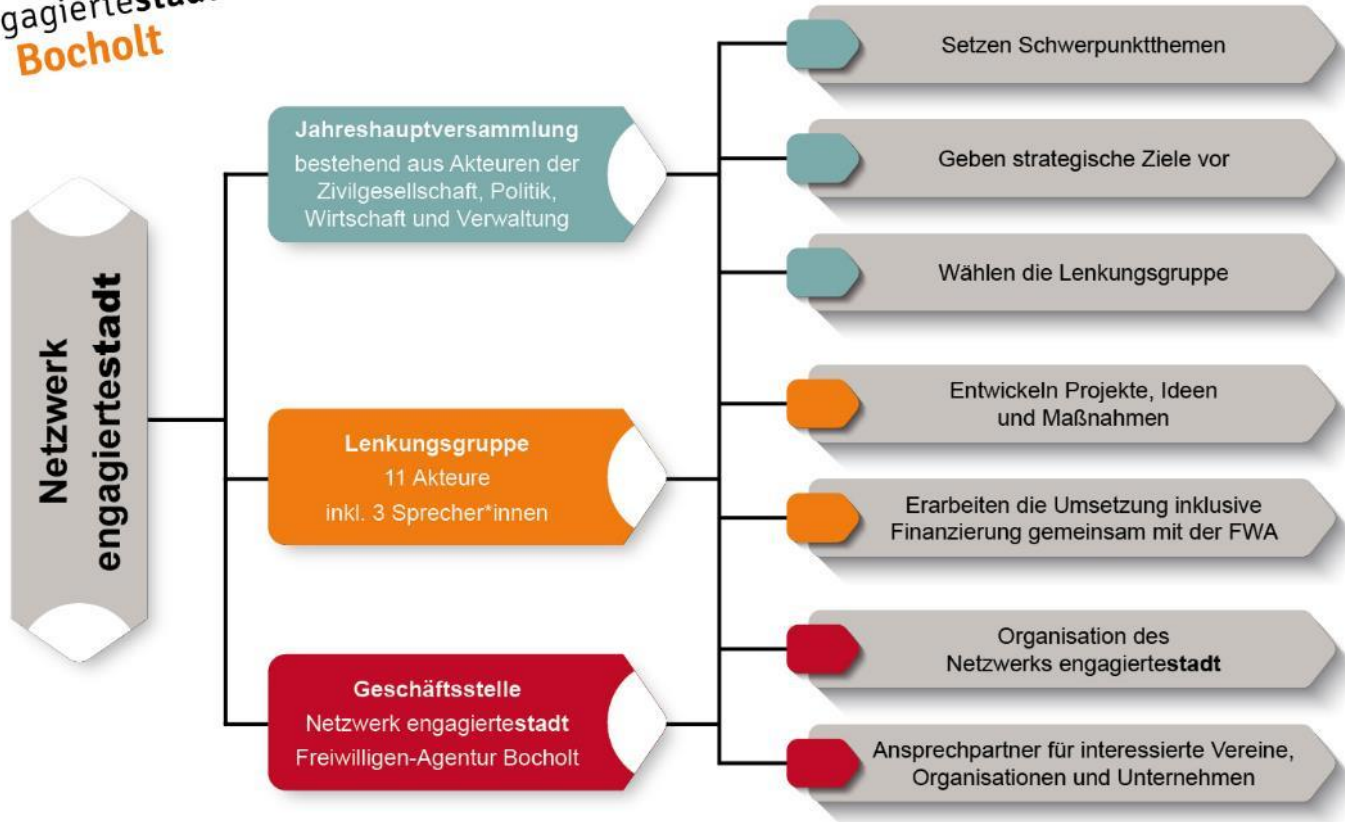 Bocholt
Netzwerk
engagiertestadt
Jahreshauptversammlung
bestehend aus Akteuren der
Zivilgesellschaft, Politik,
Wirtschaft und Verwaltung
Lenkungsgruppe
11 Akteure
inkl. 3 Sprecher*innen
Geschäftsstelle
Netzwerk engagiertestadt
Freiwilligen-Agentur Bocholt
Setzen Schwerpunktthemen
Geben strategische Ziele vor
Wählen die Lenkungsgruppe
Entwickeln Projekte, Ideen
und Maßnahmen
Erarbeiten die Umsetzung inklusive
Finanzierung gemeinsam mit der FWA
Organisation des
Netzwerks engagiertestadt
Ansprechpartner für interessierte Vereine,
Organisationen und Unternehmen